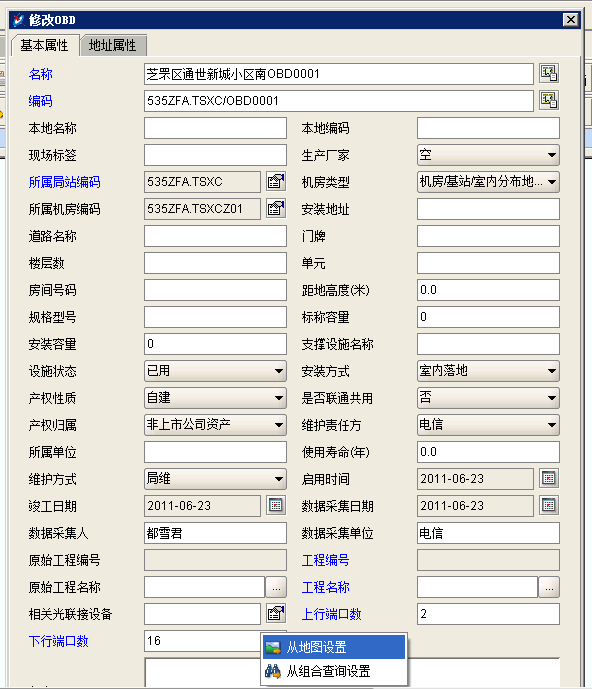 修改OBD
基本属性 地址属性
名称 芝罘区通世新城小区南OBD0001
编码 535ZFA.TSXC/OBD0001
本地名称 本地编码
现场标签 生产厂家 空
所属局站编码 535ZFA.TSXC 机房类型 机房/基站/室内分布地...
所属机房编码 535ZFA.TSXCZ01 安装地址
道路名称 门牌
楼层数 单元
房间号码 距地高度(米) 0.0
规格型号 标称容量 0
安装容量 0 支撑设施名称
设施状态 已用 安装方式 室内落地
产权性质 自建 是否联通共用 否
产权归属 非上市公司资产 维护责任方 电信
所属单位 使用寿命(年) 0.0
维护方式 局维 启用时间 2011-06-23
竣工日期 2011-06-23 数据采集日期 2011-06-23
数据采集人 都雪君 数据采集单位 电信
原始工程编号 工程编号
原始工程名称 ... 工程名称 ...
相关光联接设备 上行端口数 2
下行端口数 16
从地图设置
从组合查询设置